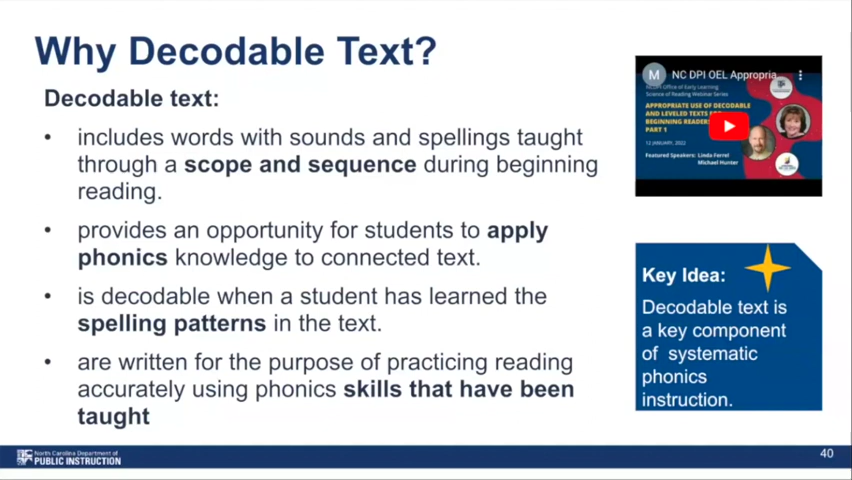 Why Decodable Text?
Decodable text:
• includes words with sounds and spellings taught
through a scope and sequence during beginning
reading.
• provides an opportunity for students to apply
phonics knowledge to connected text.
• is decodable when a student has learned the
spelling patterns in the text.
• are written for the purpose of practicing reading
accurately using phonics skills that have been
taught
M NC DPI OEL Appropria...
NCDPI Office of Early Learning
Science of Reading Webinar Series
APPROPRIATE USE OF DECODABLE
AND LEVELED TEXTS FOR
BEGINNING READERS
PART 1
12 JANUARY, 2022
Featured Speakers: Linda Farrel
Michael Hunter
Key Idea:
Decodable text is
a key component
of systematic
phonics
instruction.
North Carolina Department of
PUBLIC INSTRUCTION
40